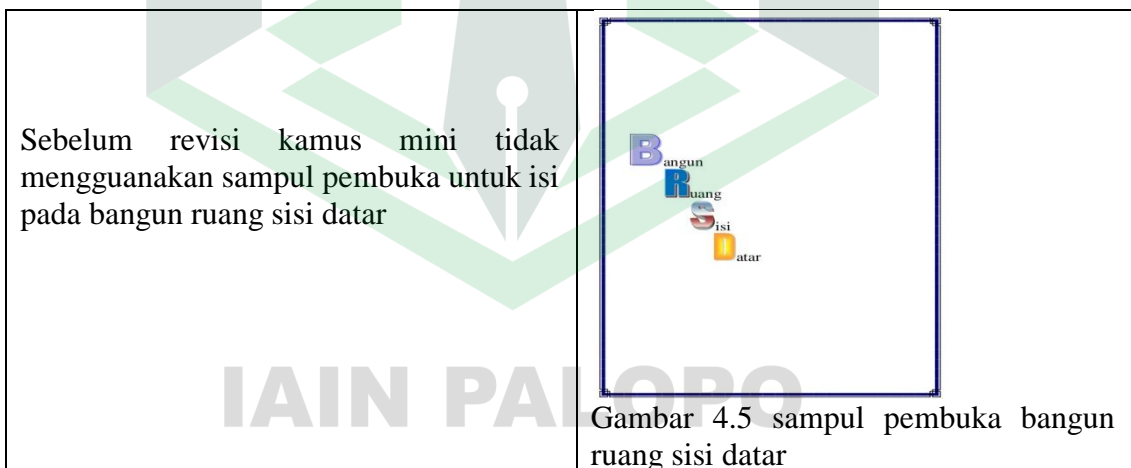 Sebelum revisi kamus mini tidak
mengguanakan sampul pembuka untuk isi
pada bangun ruang sisi datar
Bangun
Ruang
Sisi
Datar
Gambar 4.5 sampul pembuka bangun
ruang sisi datar
IAIN PALOPO